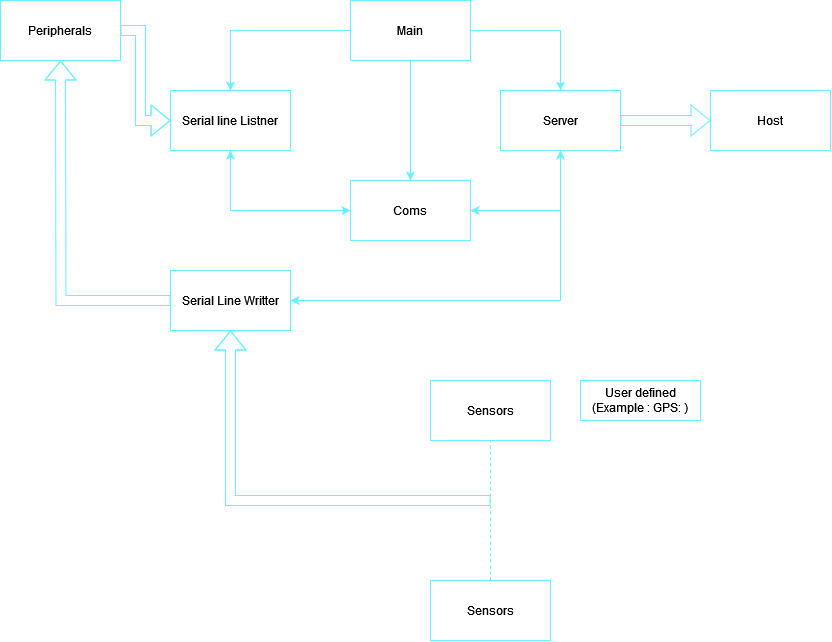 Peripherals
Main
Serial line Listner
Server
Host
Coms
Serial Line Writter
Sensors
User defined
(Example : GPS: )
Sensors